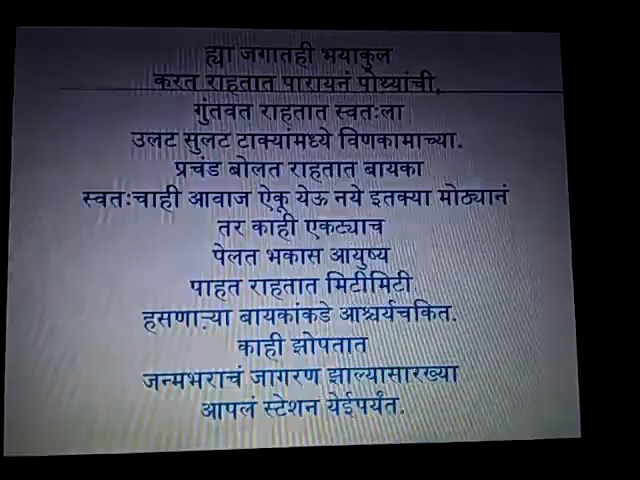 ह्या जगातही भयाकुल
करत राहतात पारायनं पोथ्यांची,
गुंतवत राहतात स्वतःला
उलट सुलट टाक्यांमध्ये विणकामाच्या.
प्रचंड बोलत राहतात बायका
स्वतःचाही आवाज ऐकू येऊ नये इतक्या मोठ्यानं
तर काही एकट्याच
पेलत भकास आयुष्य
पाहत राहतात मिटीमिटी
हसणाऱ्या बायकांकडे आश्चर्यचकित.
काही झोपतात
जन्मभराचं जागरण झाल्यासारख्या
आपलं स्टेशन येईपर्यंत.